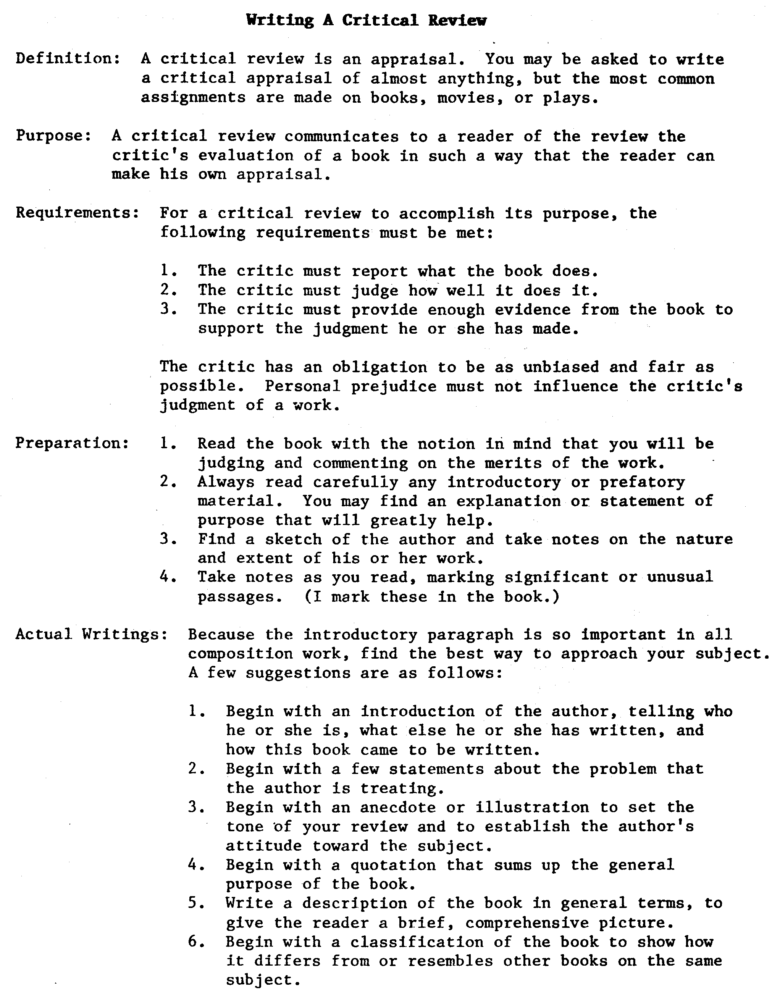 Writing A Critical Review
Definition: A critical review is an appraisal. You may be asked to write
a critical appraisal of almost anything, but the most common
assignments are made on books, movies, or plays.
Purpose: A critical review communicates to a reader of the review the
critic's evaluation of a book in such a way that the reader can
make his own appraisal.
Requirements: For a critical review to accomplish its purpose, the
following requirements must be met:
1. The critic must report what the book does.
2. The critic must judge how well it does it.
3. The critic must provide enough evidence from the book to
support the judgment he or she has made.
The critic has an obligation to be as unbiased and fair as
possible. Personal prejudice must not influence the critic's
judgment of a work.
Preparation: 1. Read the book with the notion in mind that you will be
judging and commenting on the merits of the work.
2. Always read carefully any introductory or prefatory
material. You may find an explanation or statement of
purpose that will greatly help.
3. Find a sketch of the author and take notes on the nature
and extent of his or her work.
4. Take notes as you read, marking significant or unusual
passages. (I mark these in the book.)
Actual Writings: Because the introductory paragraph is so important in all
composition work, find the best way to approach your subject.
A few suggestions are as follows:
1. Begin with an introduction of the author, telling who
he or she is, what else he or she has written, and
how this book came to be written.
2. Begin with a few statements about the problem that
the author is treating.
3. Begin with an anecdote or illustration to set the
tone of your review and to establish the author's
attitude toward the subject.
4. Begin with a quotation that sums up the general
purpose of the book.
5. Write a description of the book in general terms, to
give the reader a brief, comprehensive picture.
6. Begin with a classification of the book to show how
it differs from or resembles other books on the same
subject.